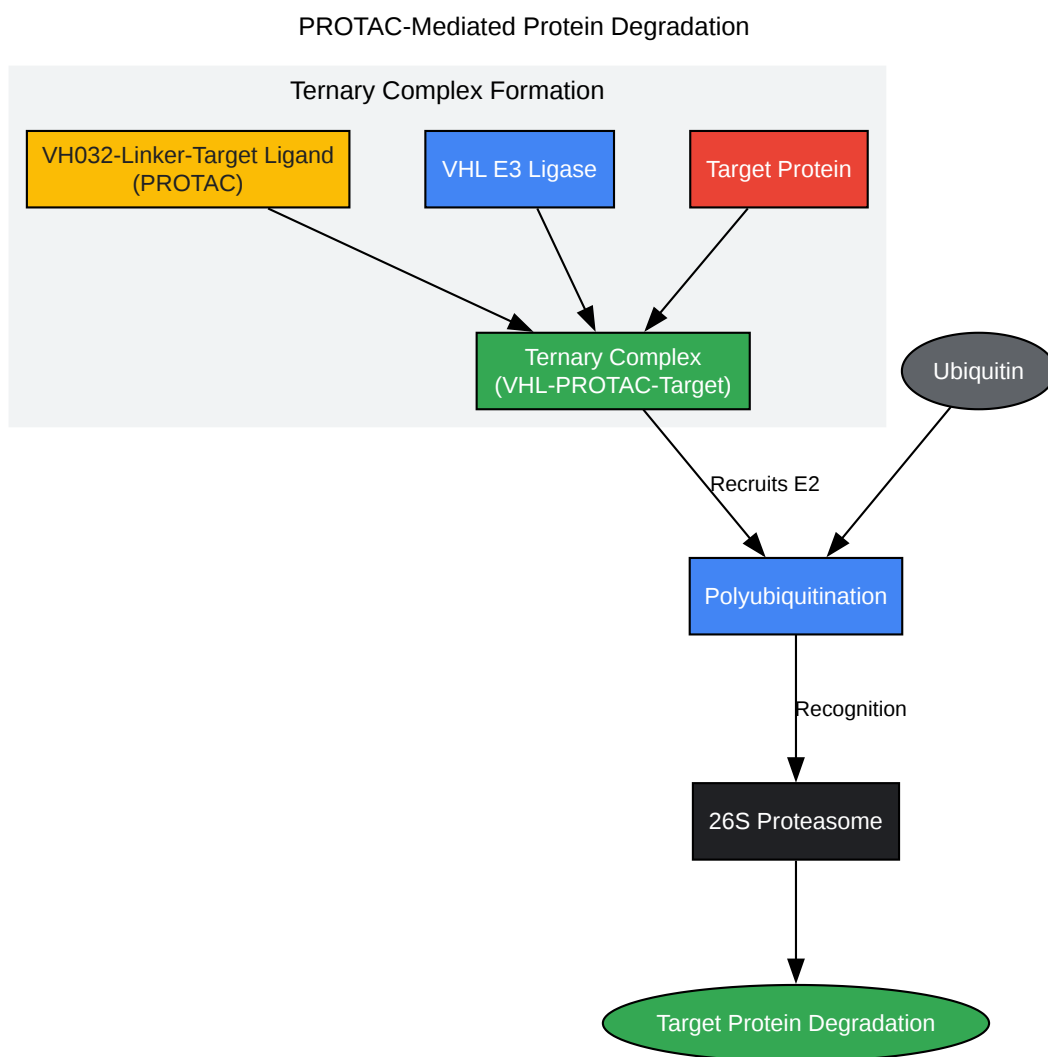 PROTAC-Mediated Protein Degradation
Ternary Complex Formation
VH032-Linker-Target Ligand
(PROTAC)
VHL E3 Ligase
Target Protein
Ternary Complex
(VHL-PROTAC-Target)
Ubiquitin
Recruits E2
Polyubiquitination
Recognition
26S Proteasome
Target Protein Degradation